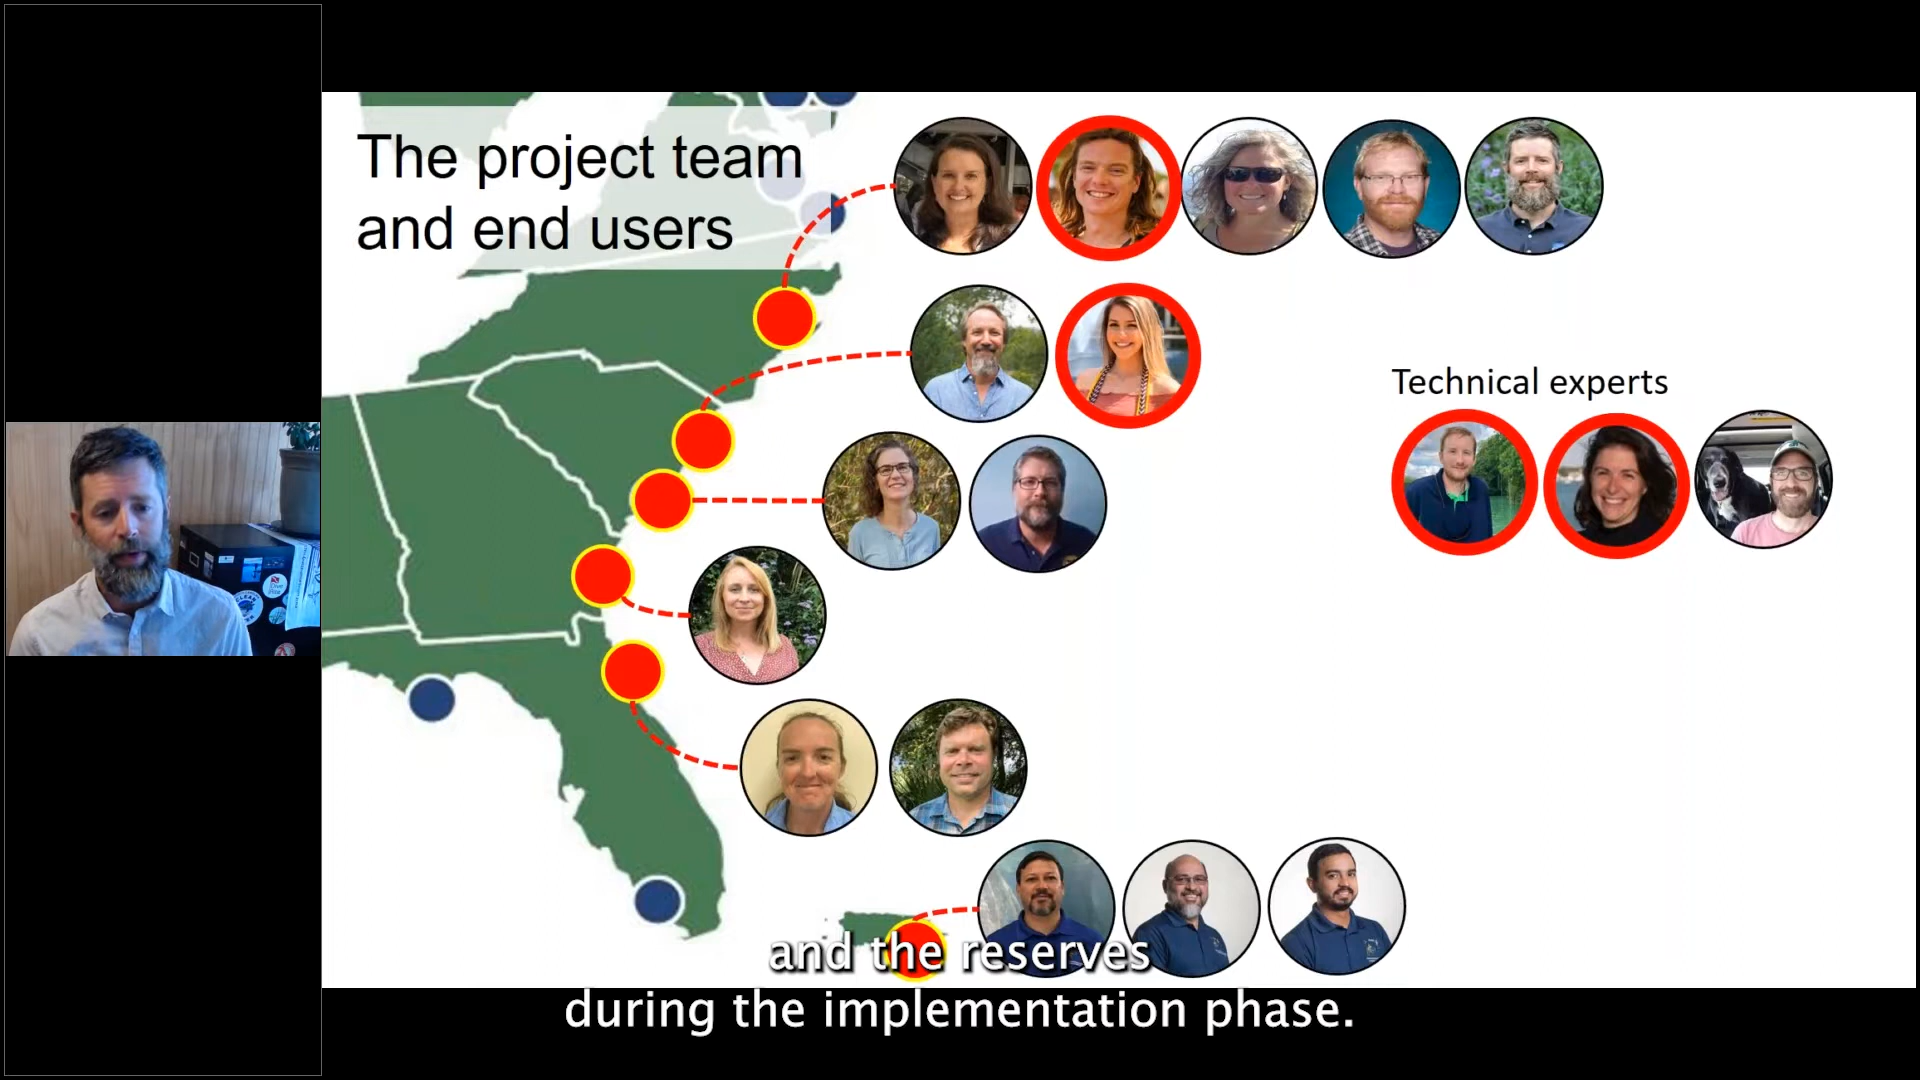 The project team
and end users
Technical experts
and the reserves
during the implementation phase.